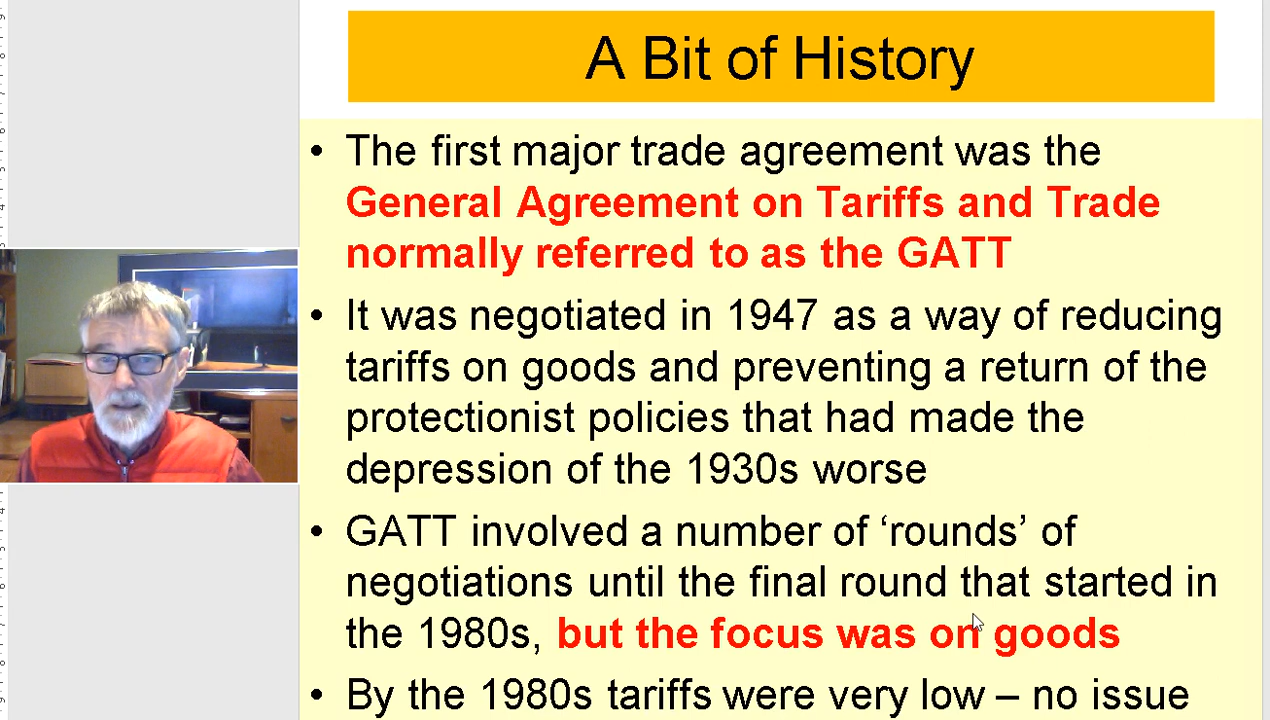 A Bit of History
• The first major trade agreement was the
General Agreement on Tariffs and Trade
normally referred to as the GATT
• It was negotiated in 1947 as a way of reducing
tariffs on goods and preventing a return of the
protectionist policies that had made the
depression of the 1930s worse
• GATT involved a number of ‘rounds’ of
negotiations until the final round that started in
the 1980s, but the focus was on goods
• By the 1980s tariffs were very low – no issue